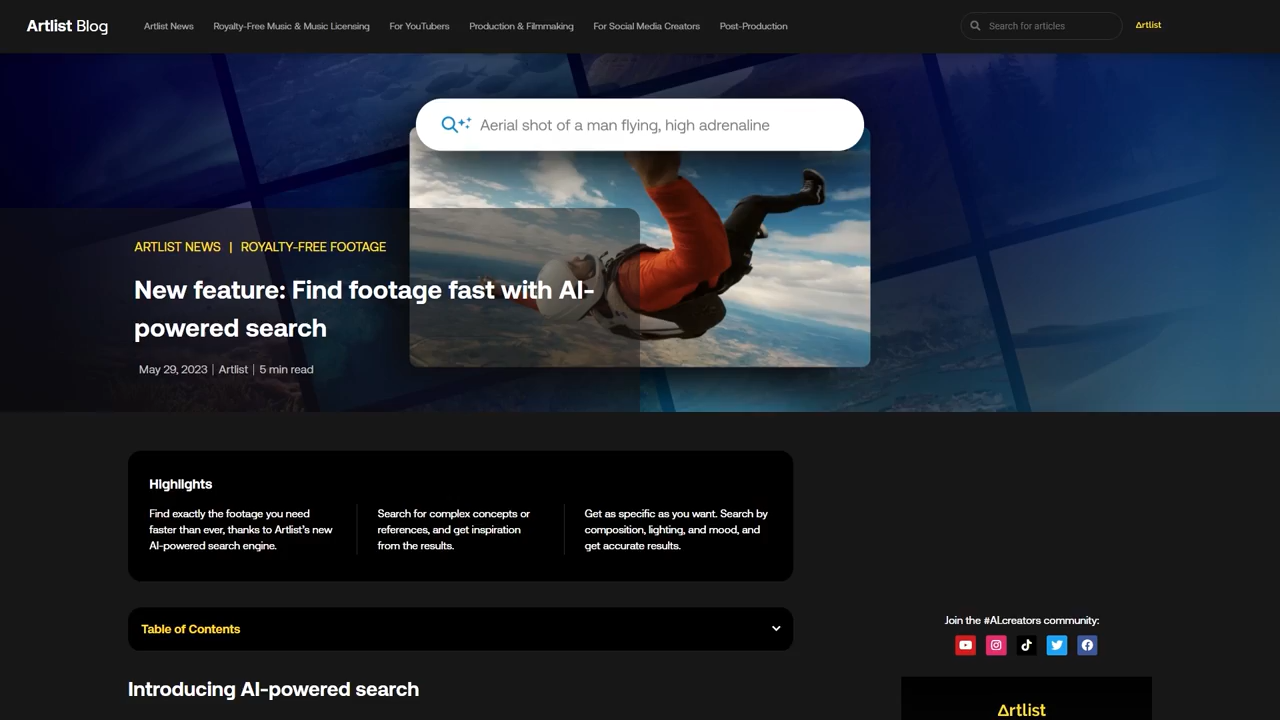 Artlist Blog
Artlist News
Royalty-Free Music & Music Licensing
For YouTubers
Production & Filmmaking
For Social Media Creators
Post-Production
Search for articles
Artlist
Aerial shot of a man flying, high adrenaline
ARTLIST NEWS | ROYALTY-FREE FOOTAGE
New feature: Find footage fast with AI-
powered search
May 29, 2023 | Artlist | 5 min read
Highlights
Find exactly the footage you need
faster than ever, thanks to Artlist's new
AI-powered search engine.
Search for complex concepts or
references, and get inspiration
from the results.
Get as specific as you want. Search by
composition, lighting, and mood, and
get accurate results.
Table of Contents
Join the #ALcreators community:
Introducing AI-powered search
Artlist